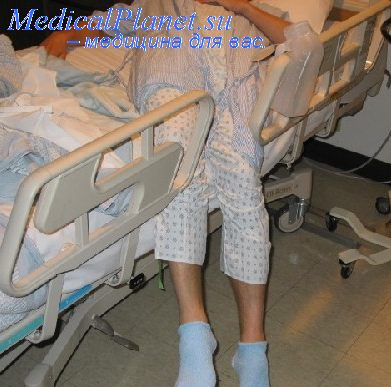 MedicalPlanet.su
– медицина для вас.